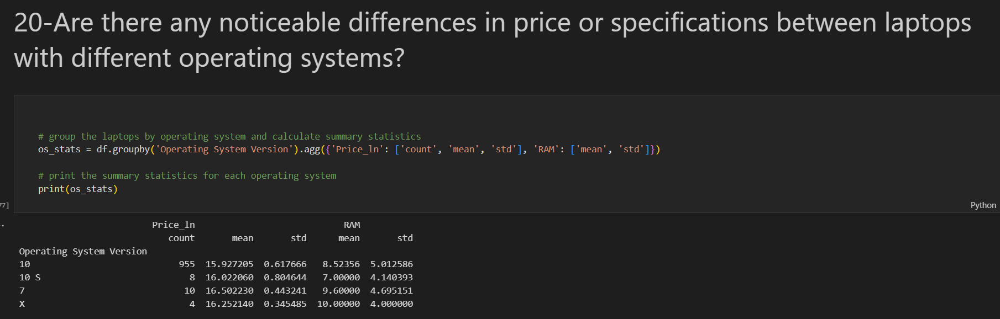 20-Are there any noticeable differences in price or specifications between laptops
with different operating systems?
# group the laptops by operating system and calculate summary statistics
os_stats = df.groupby('Operating System Version').agg({'Price_ln': ['count', 'mean', 'std'], 'RAM': ['mean', 'std']})
# print the summary statistics for each operating system
print(os_stats)
77]
Python
Price_ln RAM
count mean std mean std
Operating System Version
10 955 15.927205 0.617666 8.52356 5.012586
10 S 8 16.022060 0.804644 7.00000 4.140393
7 10 16.502230 0.443241 9.60000 4.695151
X 4 16.252140 0.345485 10.00000 4.000000